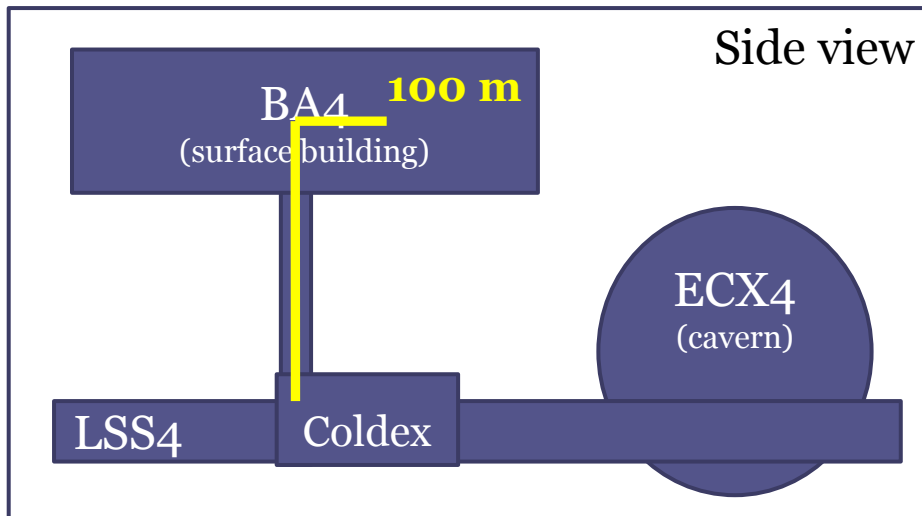 Side view
100 m
BA4
(surface building)
ECX4
(cavern)
LSS4
Coldex